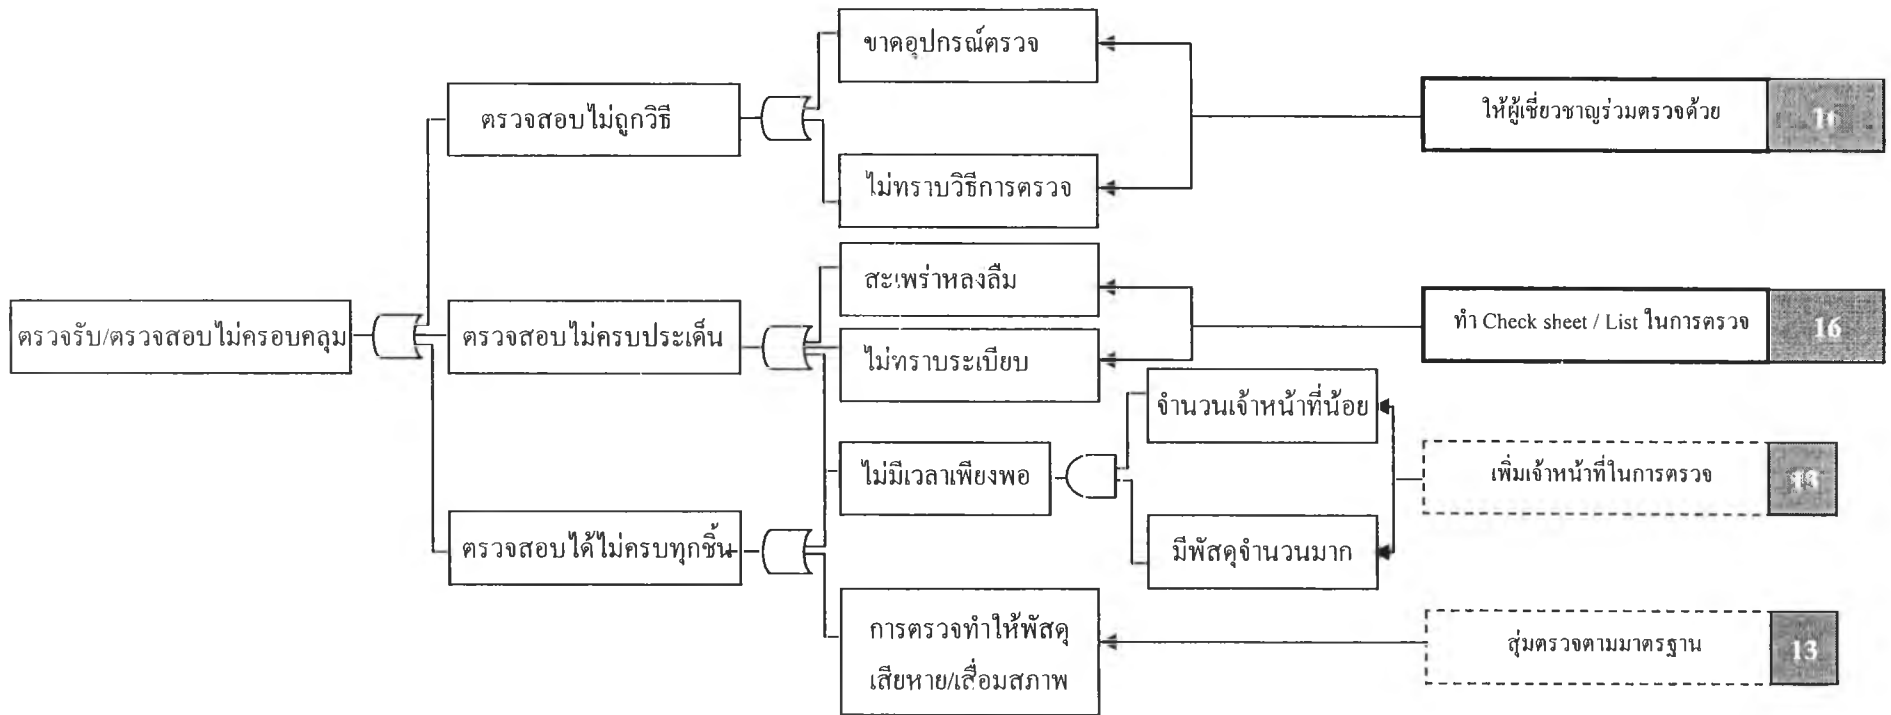 ขาดอุปกรณ์ตรวจ
ตรวจสอบไม่ถูกวิธี
ให้ผู้เชี่ยวชาญร่วมตรวจด้วย
ไม่ทราบวิธีการตรวจ
สะเพร่าหลงลืม
ตรวจรับ/ตรวจสอบไม่ครอบคลุม
ตรวจสอบไม่ครบประเด็น
ทำ Check sheet / List ในการตรวจ
16
ไม่ทราบระเบียบ
จำนวนเจ้าหน้าที่น้อย
ไม่มีเวลาเพียงพอ
เพิ่มเจ้าหน้าที่ในการตรวจ
ตรวจสอบได้ไม่ครบทุกชิ้น
มีพัสดุจำนวนมาก
การตรวจทำให้พัสดุ
เสียหาย/เสื่อมสภาพ
สุ่มตรวจตามมาตรฐาน
13